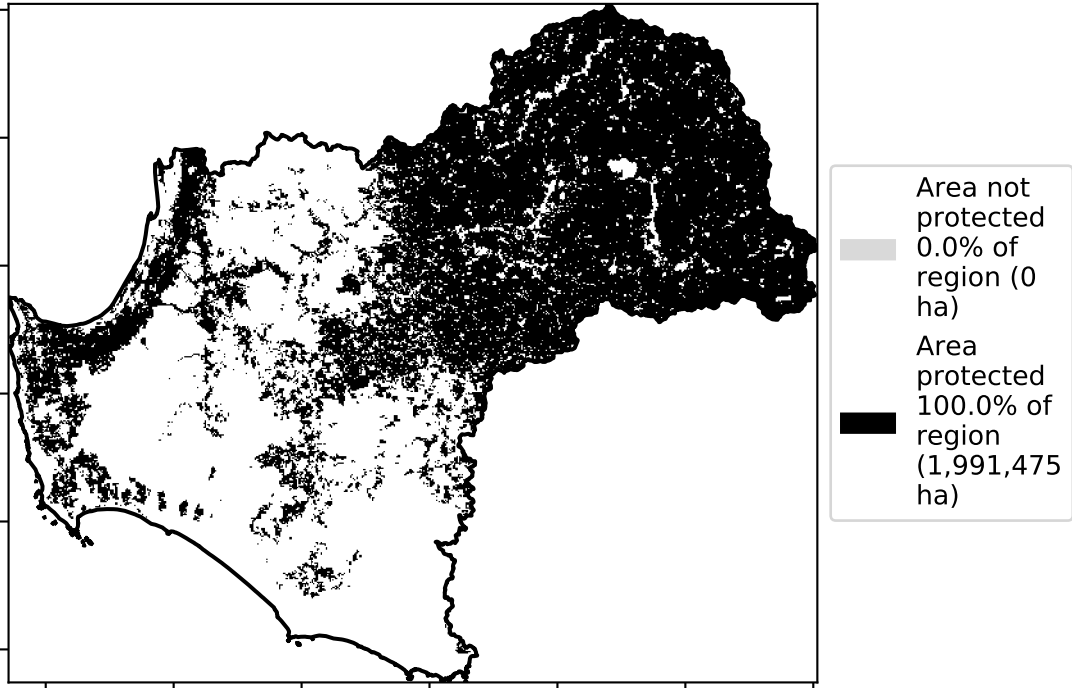 Area not
protected
0.0% of
region (0
ha)
Area
protected
100.0% of
region
(1,991,475
ha)